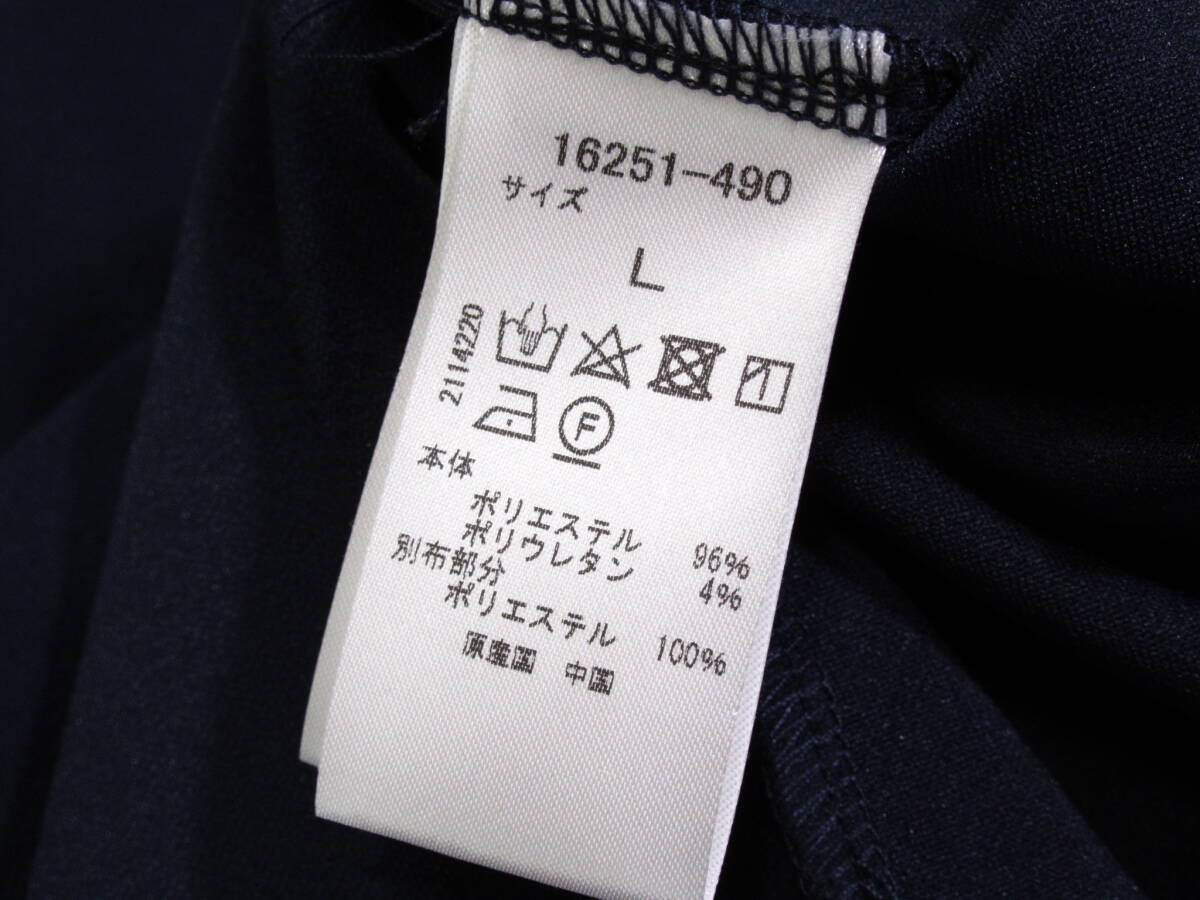 16251-490
サイズ
L
2114220
F
本体
ポリエステル 96%
ポリウレタン 4%
別布部分
ポリエステル 100%
原産国 中国